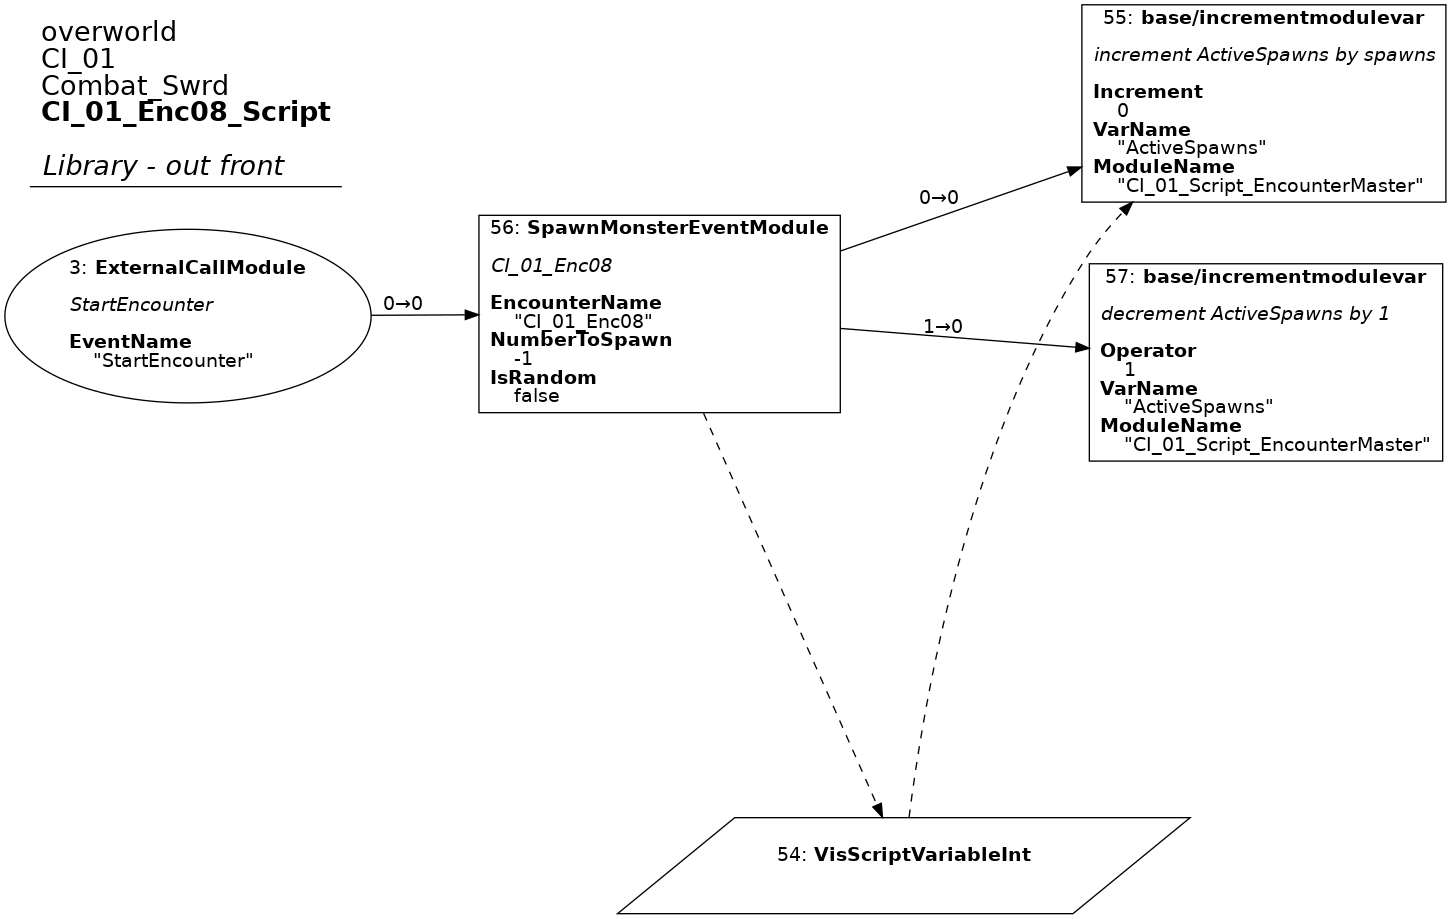 overworld
CI_01
Combat_Swrd
CI_01_Enc08_Script
Library - out front
3: ExternalCallModule
StartEncounter
EventName
"StartEncounter"
0→0
56: SpawnMonsterEventModule
CI_01_Enc08
EncounterName
"CI_01_Enc08"
NumberToSpawn
-1
IsRandom
false
0→0
1→0
55: base/incrementmodulevar
increment ActiveSpawns by spawns
Increment
0
VarName
"ActiveSpawns"
ModuleName
"CI_01_Script_EncounterMaster"
57: base/incrementmodulevar
decrement ActiveSpawns by 1
Operator
1
VarName
"ActiveSpawns"
ModuleName
"CI_01_Script_EncounterMaster"
54: VisScriptVariableInt